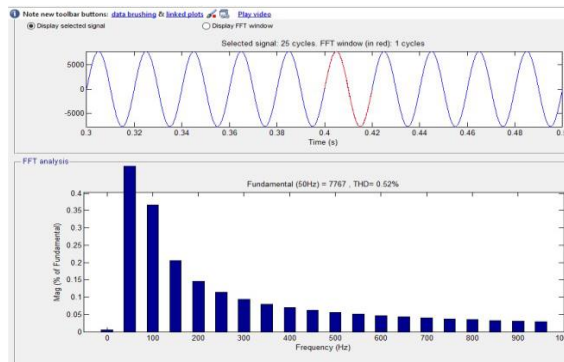 Note new toolbar buttons: data brushing & linked plots Play video
Display selected signal Display FFT window
Selected signal: 25 cycles. FFT window (in red): 1 cycles
5000
0
-5000
0.3 0.32 0.34 0.36 0.38 0.4 0.42 0.44 0.46 0.48 0.5
Time (s)
FFT analysis
Fundamental (50Hz) = 7767 , THD= 0.52%
0.4
0.35
0.3
0.25
0.2
0.15
0.1
0.05
0
Mag (% of Fundamental)
0 100 200 300 400 500 600 700 800 900
Frequency (Hz)